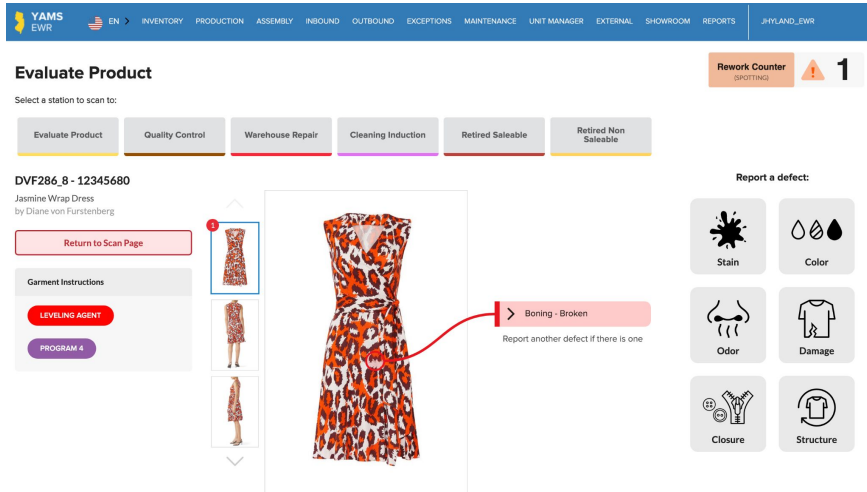 YAMS
EWR
EN
INVENTORY
PRODUCTION
ASSEMBLY
INBOUND
OUTBOUND
EXCEPTIONS
MAINTENANCE
UNIT MANAGER
EXTERNAL
SHOWROOM
REPORTS
JHYLAND_EWR
Evaluate Product
Rework Counter
(SPOTTING)
1
Select a station to scan to:
Evaluate Product
Quality Control
Warehouse Repair
Cleaning Induction
Retired Saleable
Retired Non
Saleable
DVF286_8 - 12345680
Jasmine Wrap Dress
by Diane von Furstenberg
Return to Scan Page
Garment Instructions
LEVELING AGENT
PROGRAM 4
1
Boning - Broken
Report another defect if there is one
Report a defect:
Stain
Color
Odor
Damage
Closure
Structure